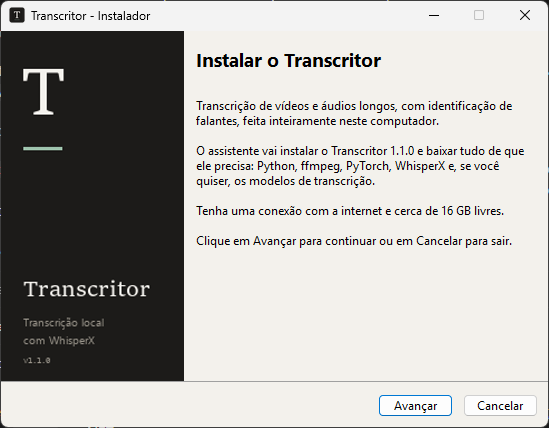 T Transcritor - Instalador
T
Transcritor
Transcrição local
com WhisperX
v1.1.0
Instalar o Transcritor
Transcrição de vídeos e áudios longos, com identificação de
falantes, feita inteiramente neste computador.
O assistente vai instalar o Transcritor 1.1.0 e baixar tudo de que
ele precisa: Python, ffmpeg, PyTorch, WhisperX e, se você
quiser, os modelos de transcrição.
Tenha uma conexão com a internet e cerca de 16 GB livres.
Clique em Avançar para continuar ou em Cancelar para sair.
Avançar
Cancelar